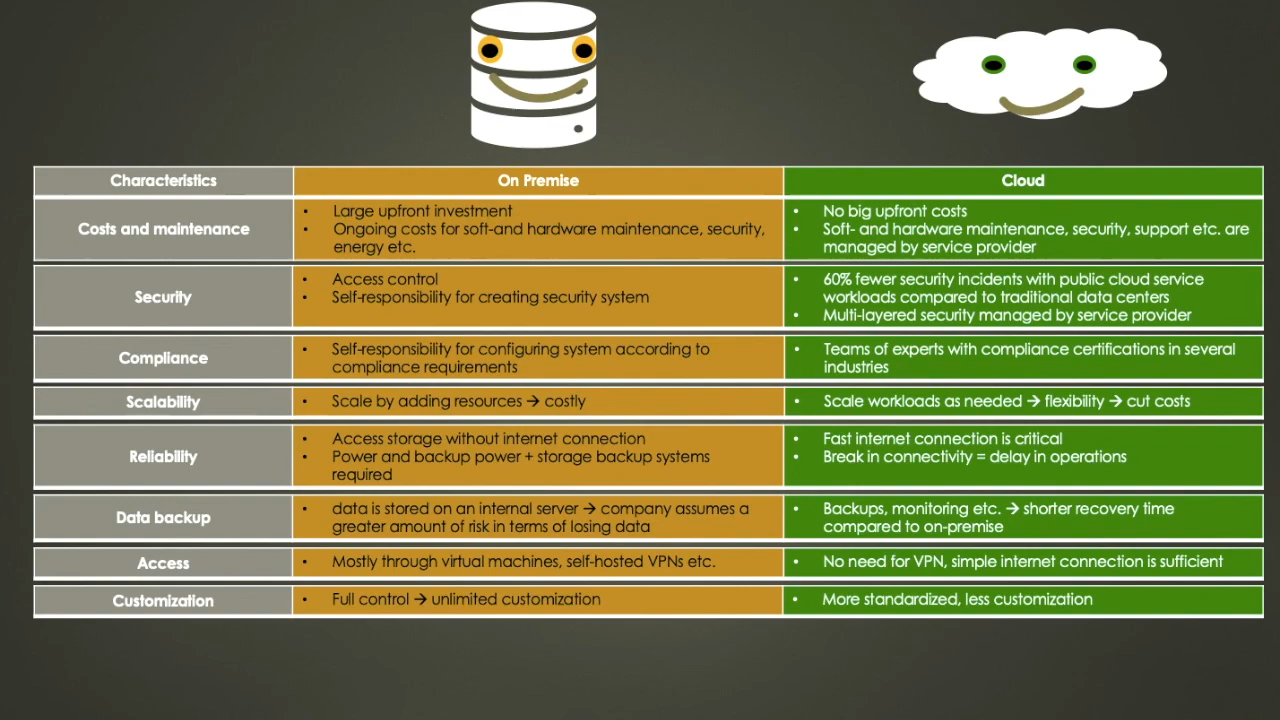 Characteristics
On Premise
Cloud
Costs and maintenance
• Large upfront investment
• Ongoing costs for soft-and hardware maintenance, security,
energy etc.
• No big upfront costs
• Soft- and hardware maintenance, security, support etc. are
managed by service provider
Security
• Access control
• Self-responsibility for creating security system
• 60% fewer security incidents with public cloud service
workloads compared to traditional data centers
• Multi-layered security managed by service provider
Compliance
• Self-responsibility for configuring system according to
compliance requirements
• Teams of experts with compliance certifications in several
industries
Scalability
• Scale by adding resources → costly
• Scale workloads as needed → flexibility → cut costs
Reliability
• Access storage without internet connection
• Power and backup power + storage backup systems
required
• Fast internet connection is critical
• Break in connectivity = delay in operations
Data backup
• data is stored on an internal server → company assumes a
greater amount of risk in terms of losing data
• Backups, monitoring etc. → shorter recovery time
compared to on-premise
Access
• Mostly through virtual machines, self-hosted VPNs etc.
• No need for VPN, simple internet connection is sufficient
Customization
• Full control → unlimited customization
• More standardized, less customization